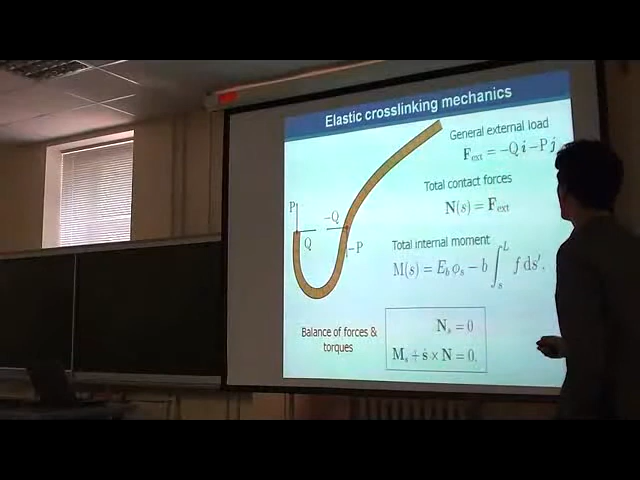 Elastic crosslinking mechanics
General external load
F_ext = −Q i − P j
Total contact forces
N(s) = F_ext
P
−Q
Q
−P
Total internal moment
M(s) = E_b ϕ_s − b ∫_s^L f ds′.
Balance of forces &
torques
N_s = 0
M_s + ŝ × N = 0,